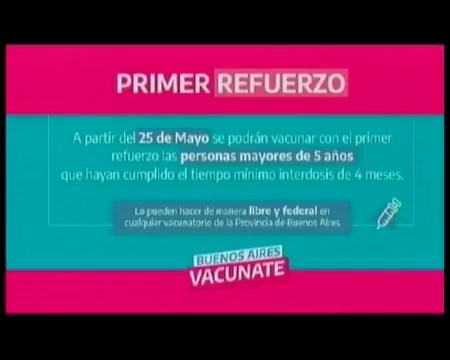 PRIMER REFUERZO
A partir del 25 de Mayo se podrán vacunar con el primer
refuerzo las personas mayores de 5 años
que hayan cumplido el tiempo mínimo interdosis de 4 meses.
Lo pueden hacer de manera libre y federal en
cualquier vacunatorio de la Provincia de Buenos Aires
BUENOS AIRES
VACUNATE